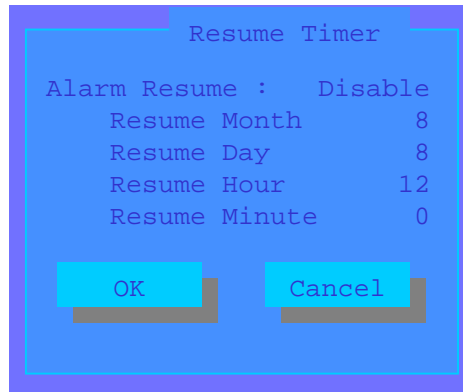 Resume Timer
Alarm Resume : Disable
Resume Month 8
Resume Day 8
Resume Hour 12
Resume Minute 0
OK Cancel